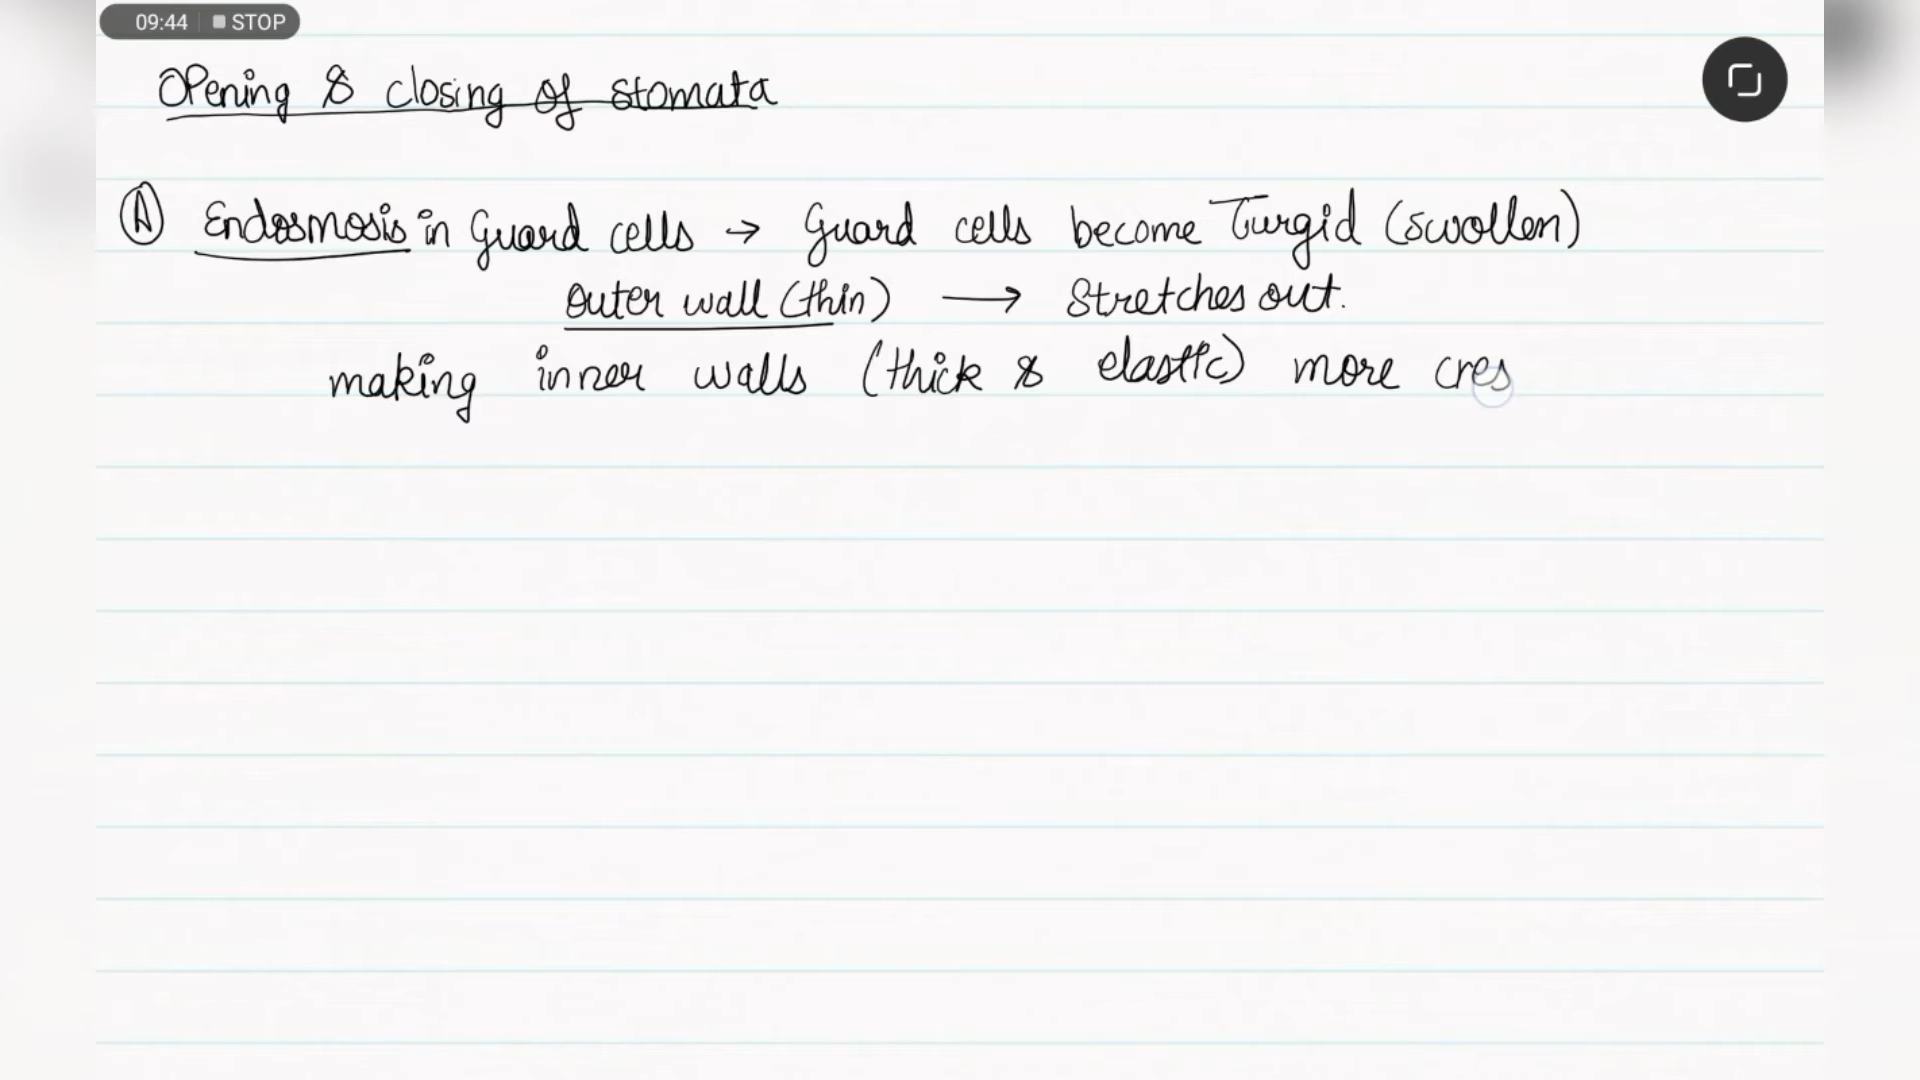 09:44 STOP
Opening & closing of stomata
(A) Endosmosis in Guard cells → Guard cells become Turgid (swollen)
outer wall (thin) → Stretches out.
making inner walls (thick & elastic) more cres